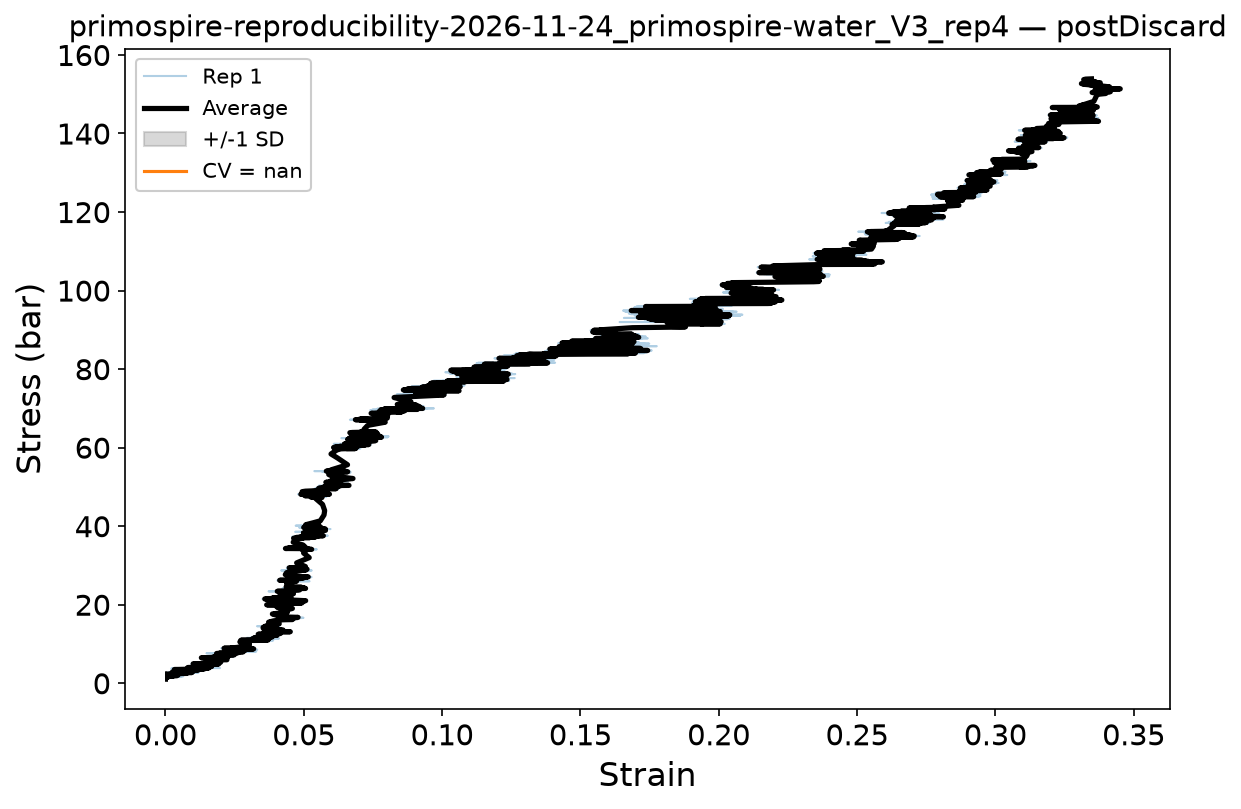 primospire-reproducibility-2026-11-24_primospire-water_V3_rep4 — postDiscard
Rep 1
Average
+/-1 SD
CV = nan
160
140
120
100
80
60
40
20
0
Stress (bar)
0.00 0.05 0.10 0.15 0.20 0.25 0.30 0.35
Strain